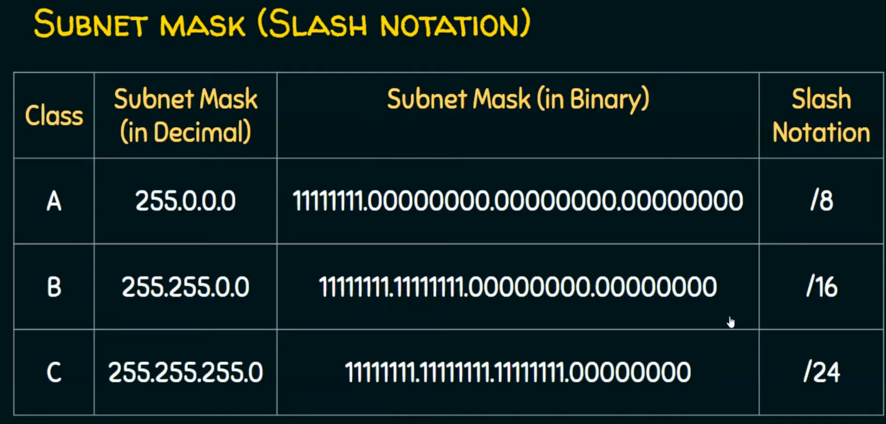 SUBNET MASK (SLASH NOTATION)
Class
Subnet Mask
(in Decimal)
Subnet Mask (in Binary)
Slash
Notation
A
255.0.0.0
11111111.00000000.00000000.00000000
/8
B
255.255.0.0
11111111.11111111.00000000.00000000
/16
C
255.255.255.0
11111111.11111111.11111111.00000000
/24